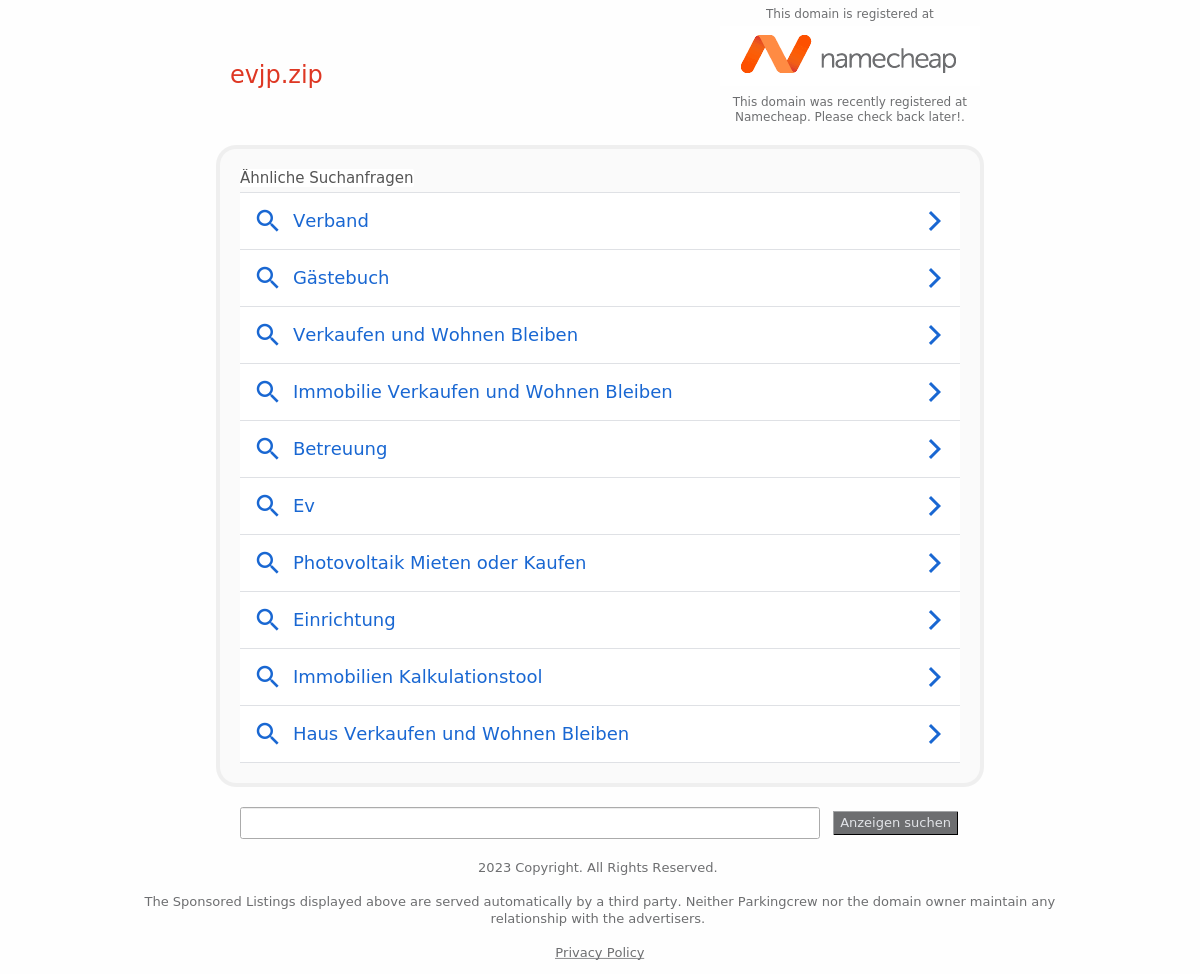 This domain is registered at
namecheap
evjp.zip
This domain was recently registered at
Namecheap. Please check back later!.
Ähnliche Suchanfragen
Verband
Gästebuch
Verkaufen und Wohnen Bleiben
Immobilie Verkaufen und Wohnen Bleiben
Betreuung
Ev
Photovoltaik Mieten oder Kaufen
Einrichtung
Immobilien Kalkulationstool
Haus Verkaufen und Wohnen Bleiben
Anzeigen suchen
2023 Copyright. All Rights Reserved.
The Sponsored Listings displayed above are served automatically by a third party. Neither Parkingcrew nor the domain owner maintain any
relationship with the advertisers.
Privacy Policy